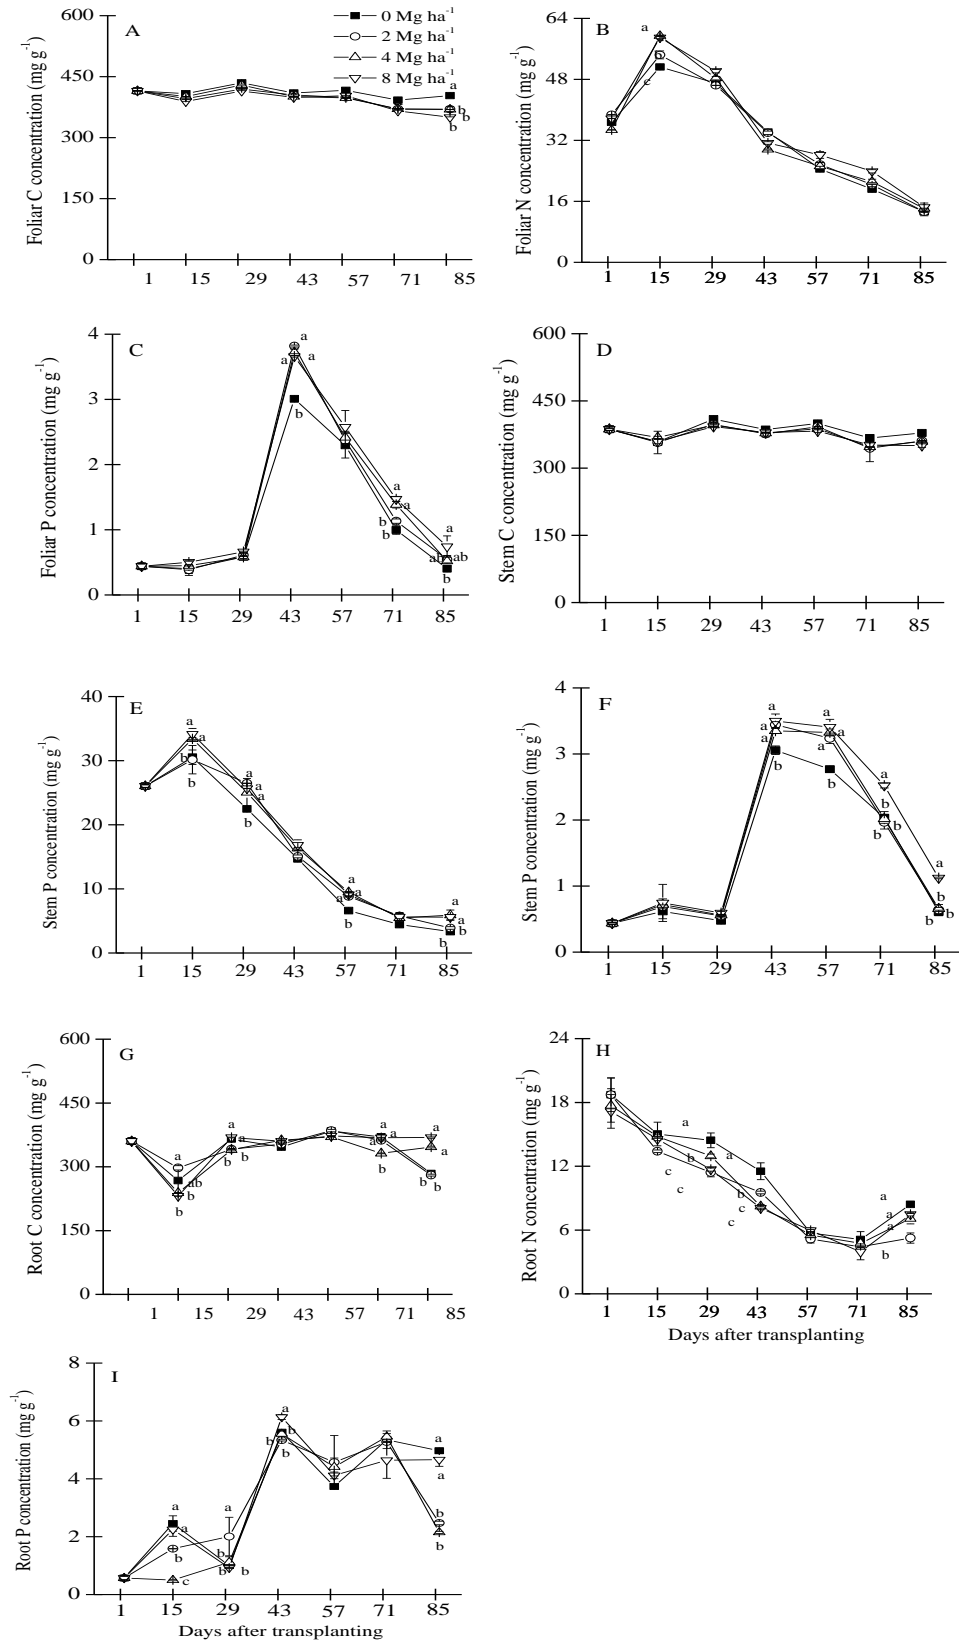 A
0 Mg ha-1
2 Mg ha-1
4 Mg ha-1
8 Mg ha-1
Foliar C concentration (mg g-1)
600
450
300
150
0
a
b
b
b
1 15 29 43 57 71 85
B
Foliar N concentration (mg g-1)
64
48
32
16
0
a
b
c
1 15 29 43 57 71 85
C
Foliar P concentration (mg g-1)
4
3
2
1
0
a
a
a
b
a
a
b
b
a
ab
ab
b
1 15 29 43 57 71 85
D
Stem C concentration (mg g-1)
600
450
300
150
0
1 15 29 43 57 71 85
E
Stem P concentration (mg g-1)
40
30
20
10
0
a
a
b
b
a
a
a
b
a
a
a
b
a
a
b
b
1 15 29 43 57 71 85
F
Stem P concentration (mg g-1)
4
3
2
1
0
a
a
a
b
a
a
a
b
a
b
b
b
a
b
b
b
1 15 29 43 57 71 85
G
Root C concentration (mg g-1)
600
450
300
150
0
a
ab
b
b
a
a
b
b
a
a
a
b
a
a
b
b
1 15 29 43 57 71 85
H
Root N concentration (mg g-1)
24
18
12
6
0
a
b
a
c
c
b
c
c
a
a
a
b
1 15 29 43 57 71 85
Days after transplanting
I
Root P concentration (mg g-1)
8
6
4
2
0
a
a
b
c
a
b
b
b
a
b
b
b
a
a
b
b
1 15 29 43 57 71 85
Days after transplanting